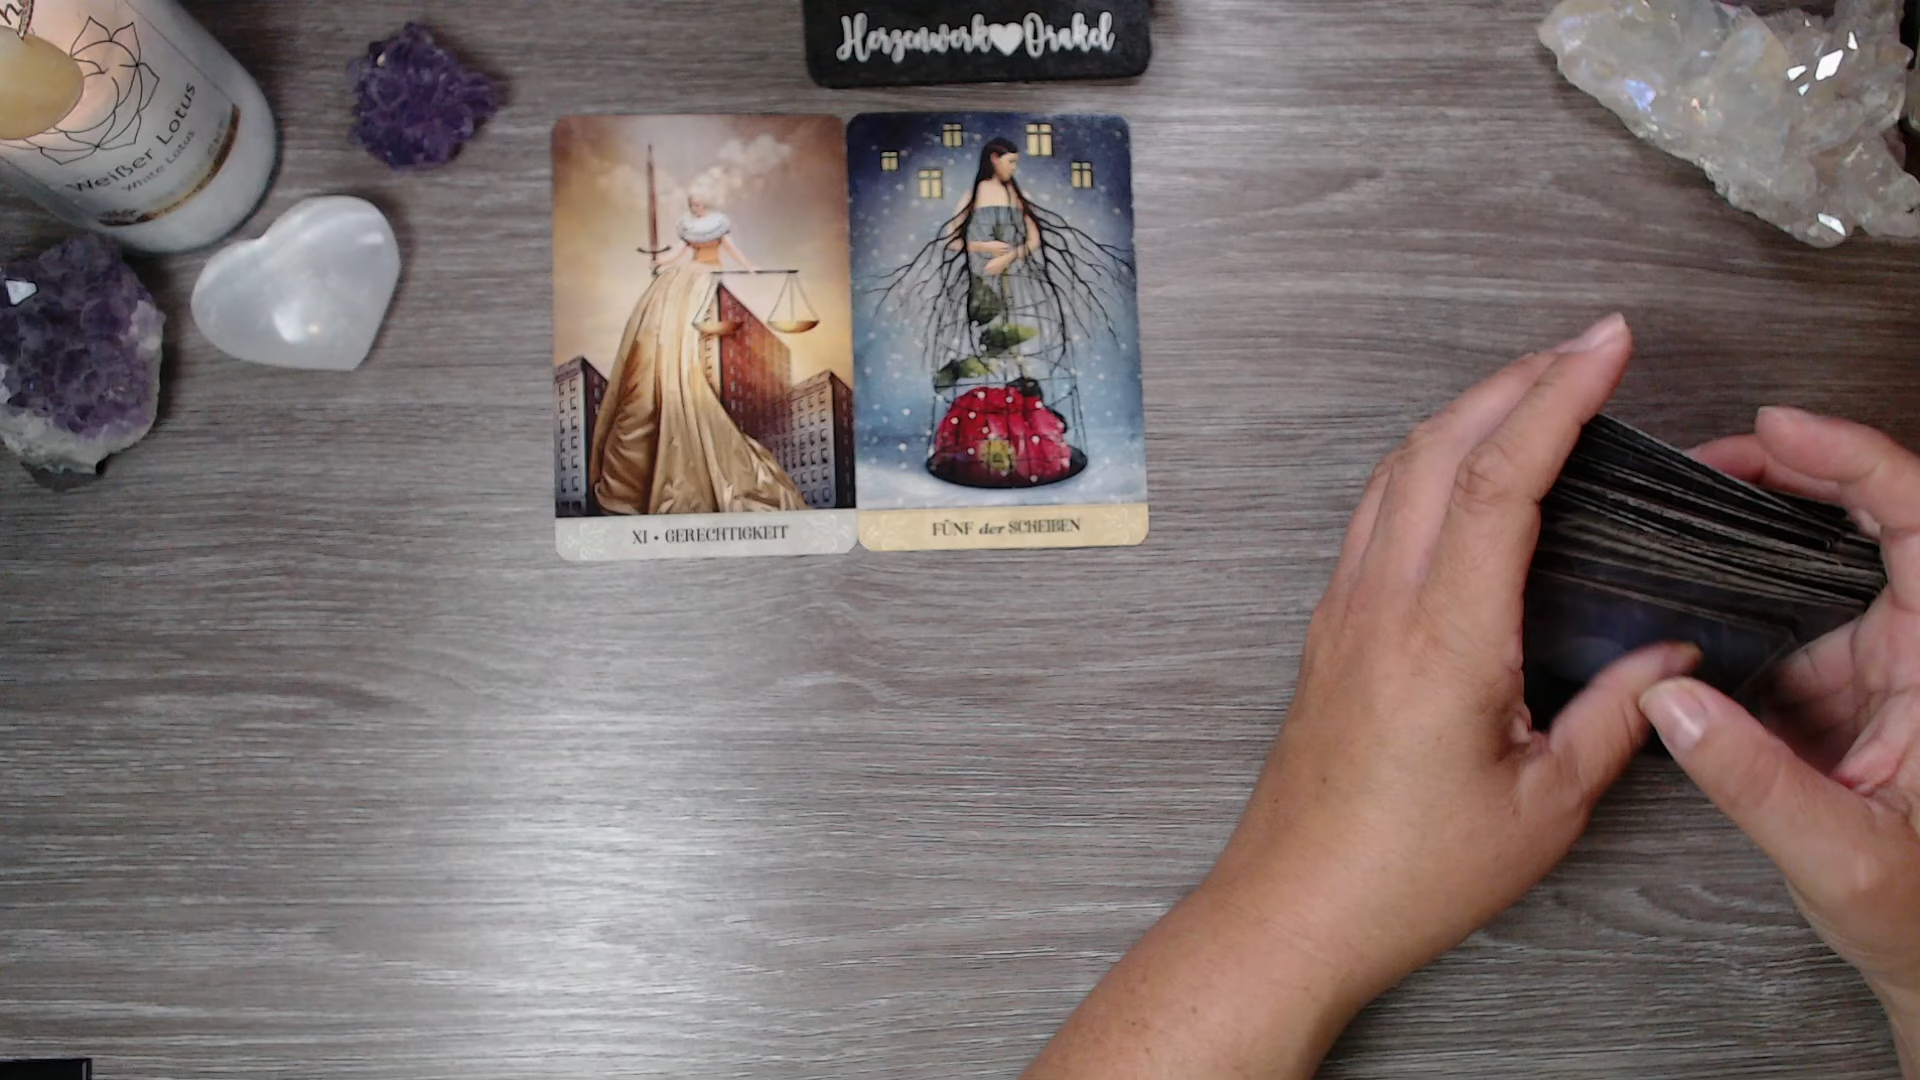 Herzenwerk Orakel
Weißer Lotus
White Lotus
XI • GERECHTIGKEIT
FÜNF der SCHEIBEN